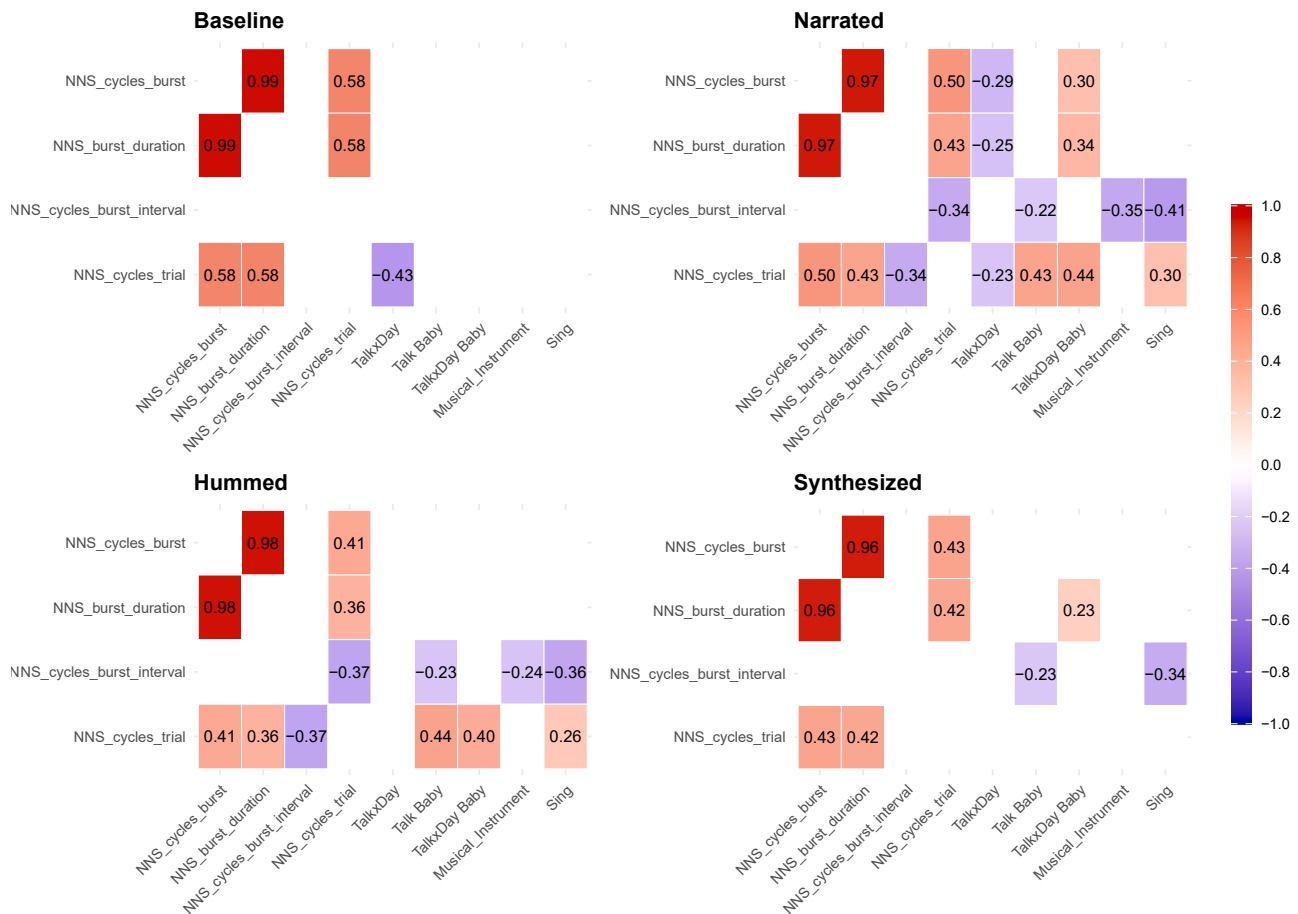 Baseline
NNS_cycles_burst
0.99
0.58
NNS_burst_duration
0.99
0.58
NNS_cycles_burst_interval
NNS_cycles_trial
0.58
0.58
−0.43
NNS_cycles_burst
NNS_burst_duration
NNS_cycles_burst_interval
NNS_cycles_trial
TalkxDay
Talk Baby
TalkxDay Baby
Musical_Instrument
Sing
Narrated
NNS_cycles_burst
0.97
0.50
−0.29
0.30
NNS_burst_duration
0.97
0.43
−0.25
0.34
NNS_cycles_burst_interval
−0.34
−0.22
−0.35
−0.41
NNS_cycles_trial
0.50
0.43
−0.34
−0.23
0.43
0.44
0.30
NNS_cycles_burst
NNS_burst_duration
NNS_cycles_burst_interval
NNS_cycles_trial
TalkxDay
Talk Baby
TalkxDay Baby
Musical_Instrument
Sing
Hummed
NNS_cycles_burst
0.98
0.41
NNS_burst_duration
0.98
0.36
NNS_cycles_burst_interval
−0.37
−0.23
−0.24
−0.36
NNS_cycles_trial
0.41
0.36
−0.37
0.44
0.40
0.26
NNS_cycles_burst
NNS_burst_duration
NNS_cycles_burst_interval
NNS_cycles_trial
TalkxDay
Talk Baby
TalkxDay Baby
Musical_Instrument
Sing
Synthesized
NNS_cycles_burst
0.96
0.43
NNS_burst_duration
0.96
0.42
0.23
NNS_cycles_burst_interval
−0.23
−0.34
NNS_cycles_trial
0.43
0.42
NNS_cycles_burst
NNS_burst_duration
NNS_cycles_burst_interval
NNS_cycles_trial
TalkxDay
Talk Baby
TalkxDay Baby
Musical_Instrument
Sing
1.0
0.8
0.6
0.4
0.2
0.0
−0.2
−0.4
−0.6
−0.8
−1.0